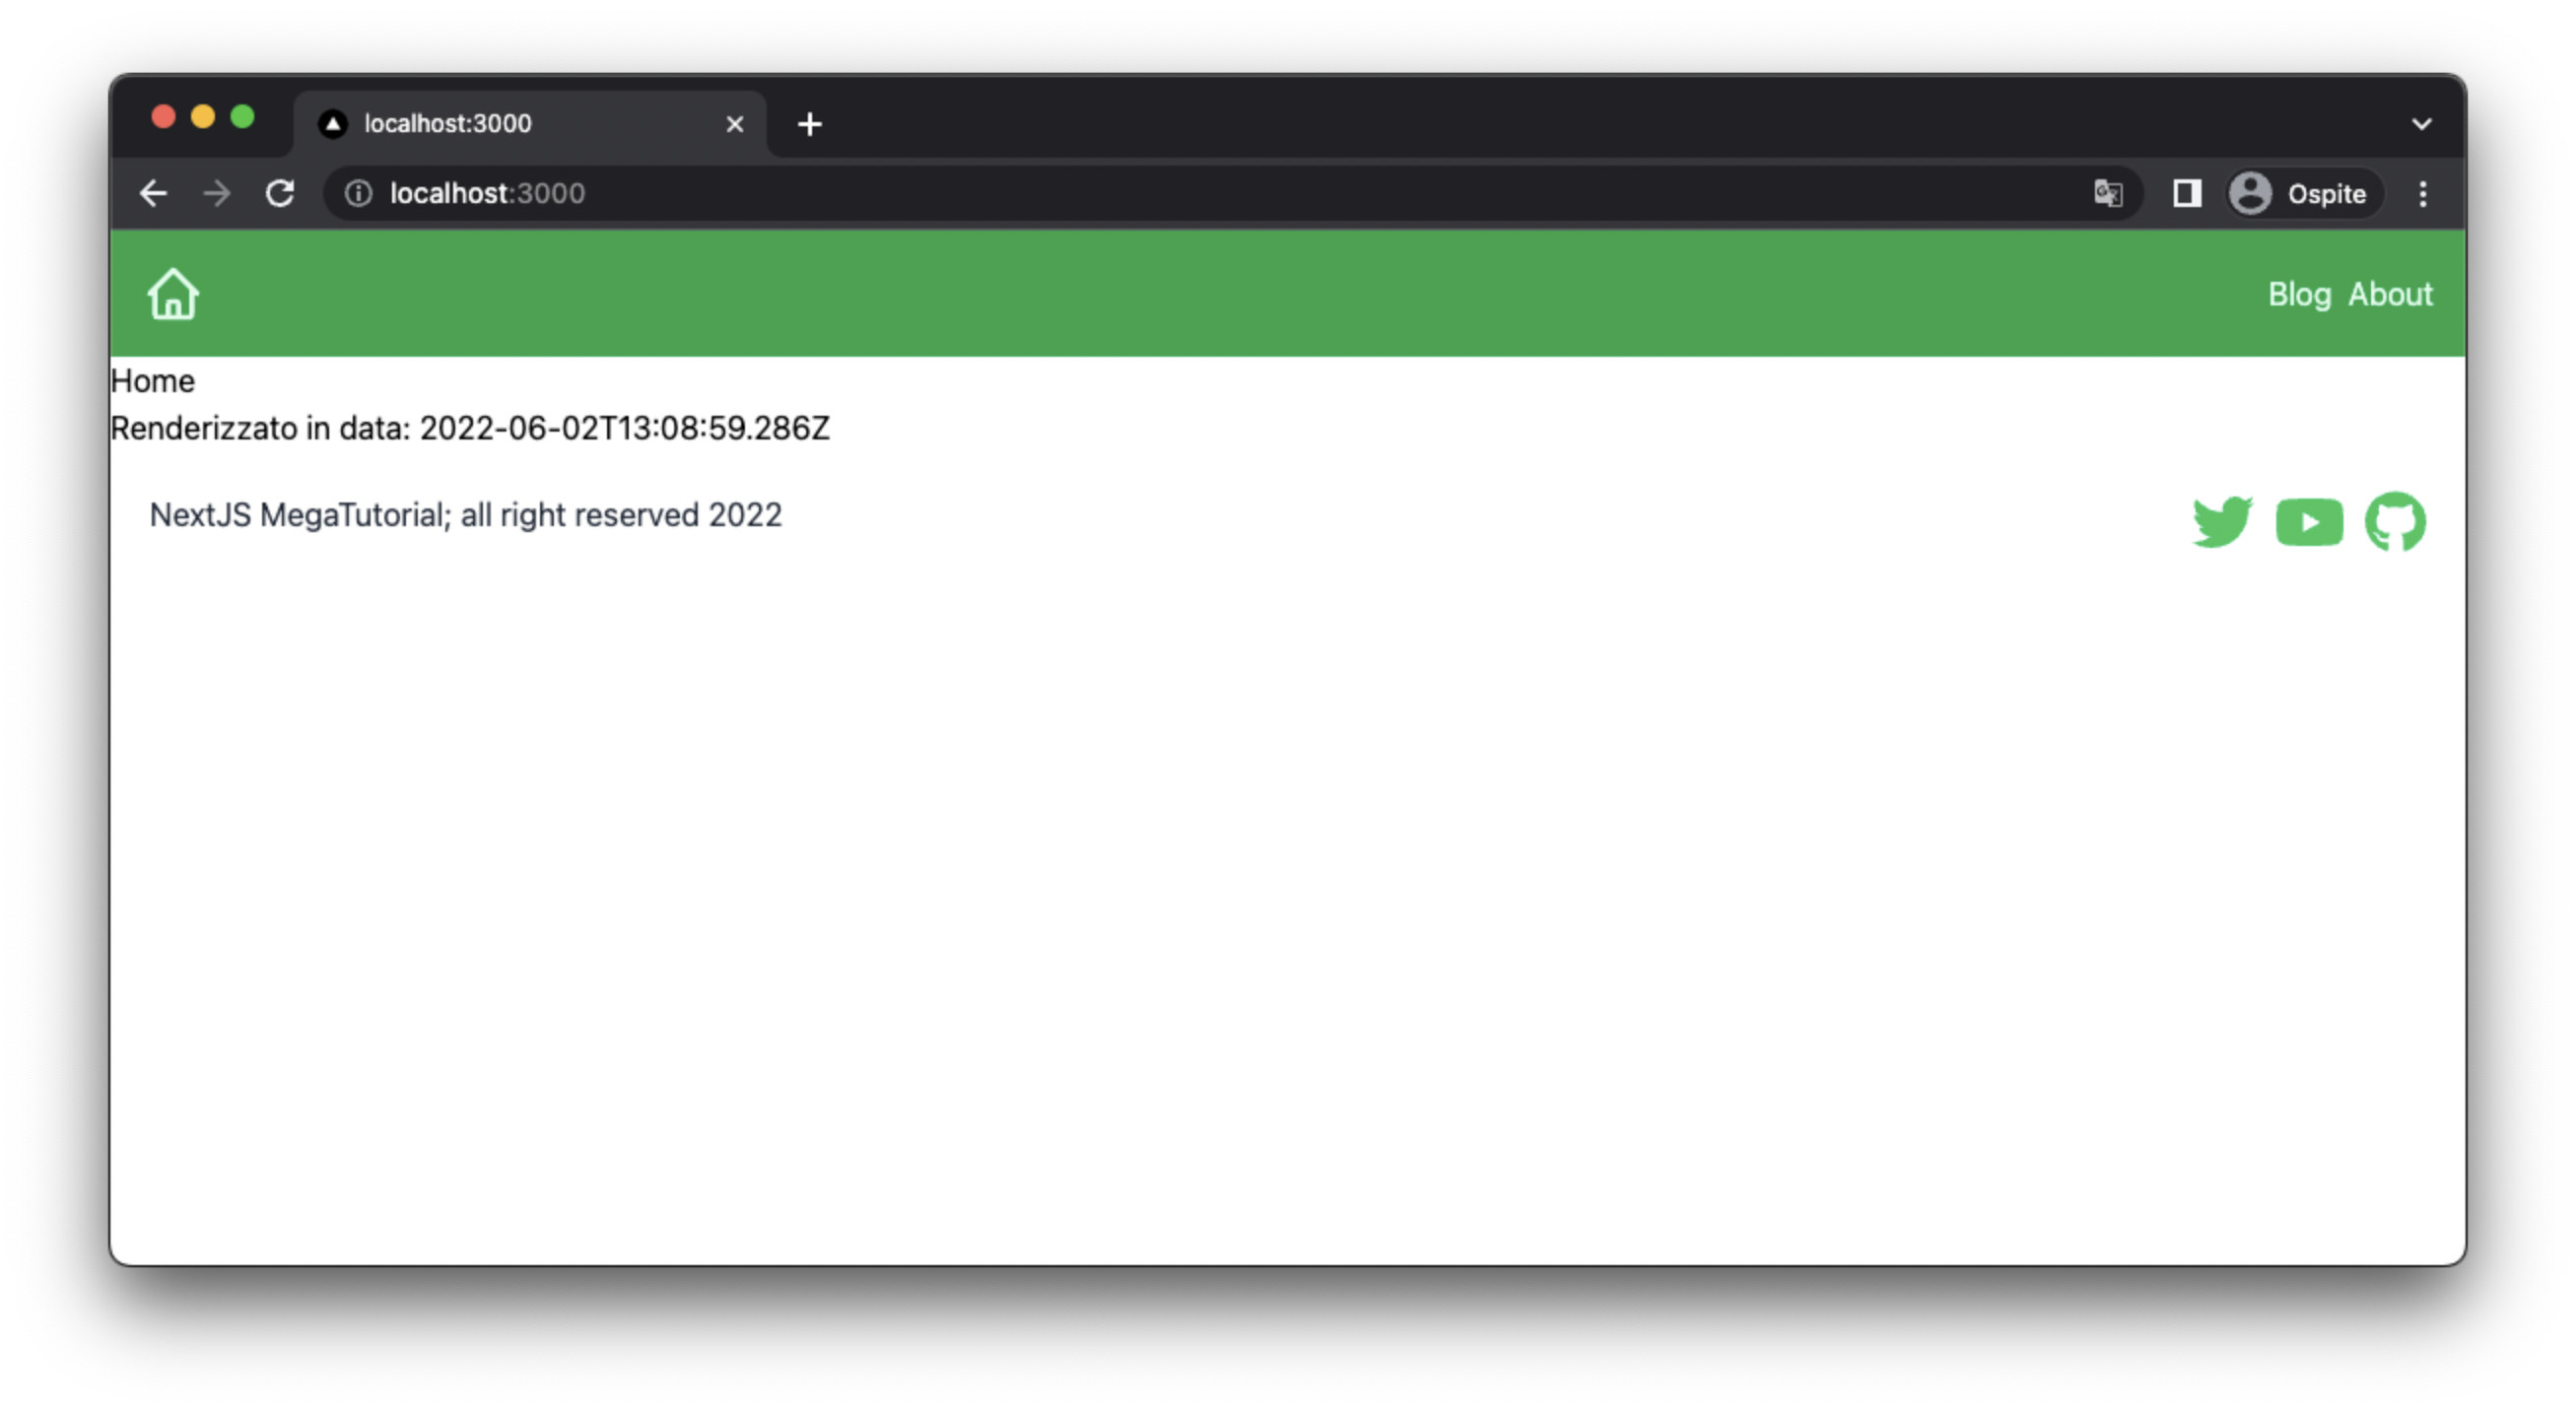 localhost:3000
localhost:3000
Ospite
Blog About
Home
Renderizzato in data: 2022-06-02T13:08:59.286Z
NextJS MegaTutorial; all right reserved 2022